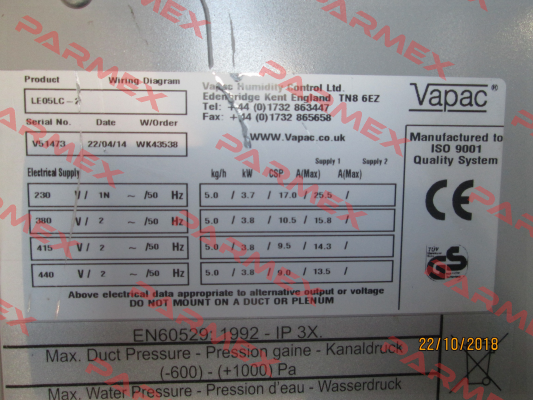 Product Wiring Diagram
LE05LC-2
Serial No. Date W/Order
V51473 22/04/14 WK43538
Vapac Humidity Control Ltd.
Edenbridge Kent England TN8 6EZ
Tel: +44 (0)1732 863447
Fax: +44 (0)1732 865658
www.Vapac.co.uk
Vapac®
Manufactured to
ISO 9001
Quality System
CE
GS
Electrical Supply kg/h kW CSP A(Max) A(Max)
Supply 1 Supply 2
230 V / 1N ~ /50 Hz 5.0 / 3.7 / 17.0 / 25.5 /
380 V / 2 ~ /50 Hz 5.0 / 3.8 / 10.5 / 15.8 /
415 V / 2 ~ /50 Hz 5.0 / 3.8 / 9.5 / 14.3 /
440 V / 2 ~ /50 Hz 5.0 / 3.8 / 9.0 / 13.5 /
Above electrical data appropriate to alternative output or voltage
DO NOT MOUNT ON A DUCT OR PLENUM
EN60529:1992 - IP 3X.
Max. Duct Pressure - Pression gaine - Kanaldruck
(-600) - (+1000) Pa
Max. Water Pressure - Pression d'eau - Wasserdruck
22/10/2018
PARMEX